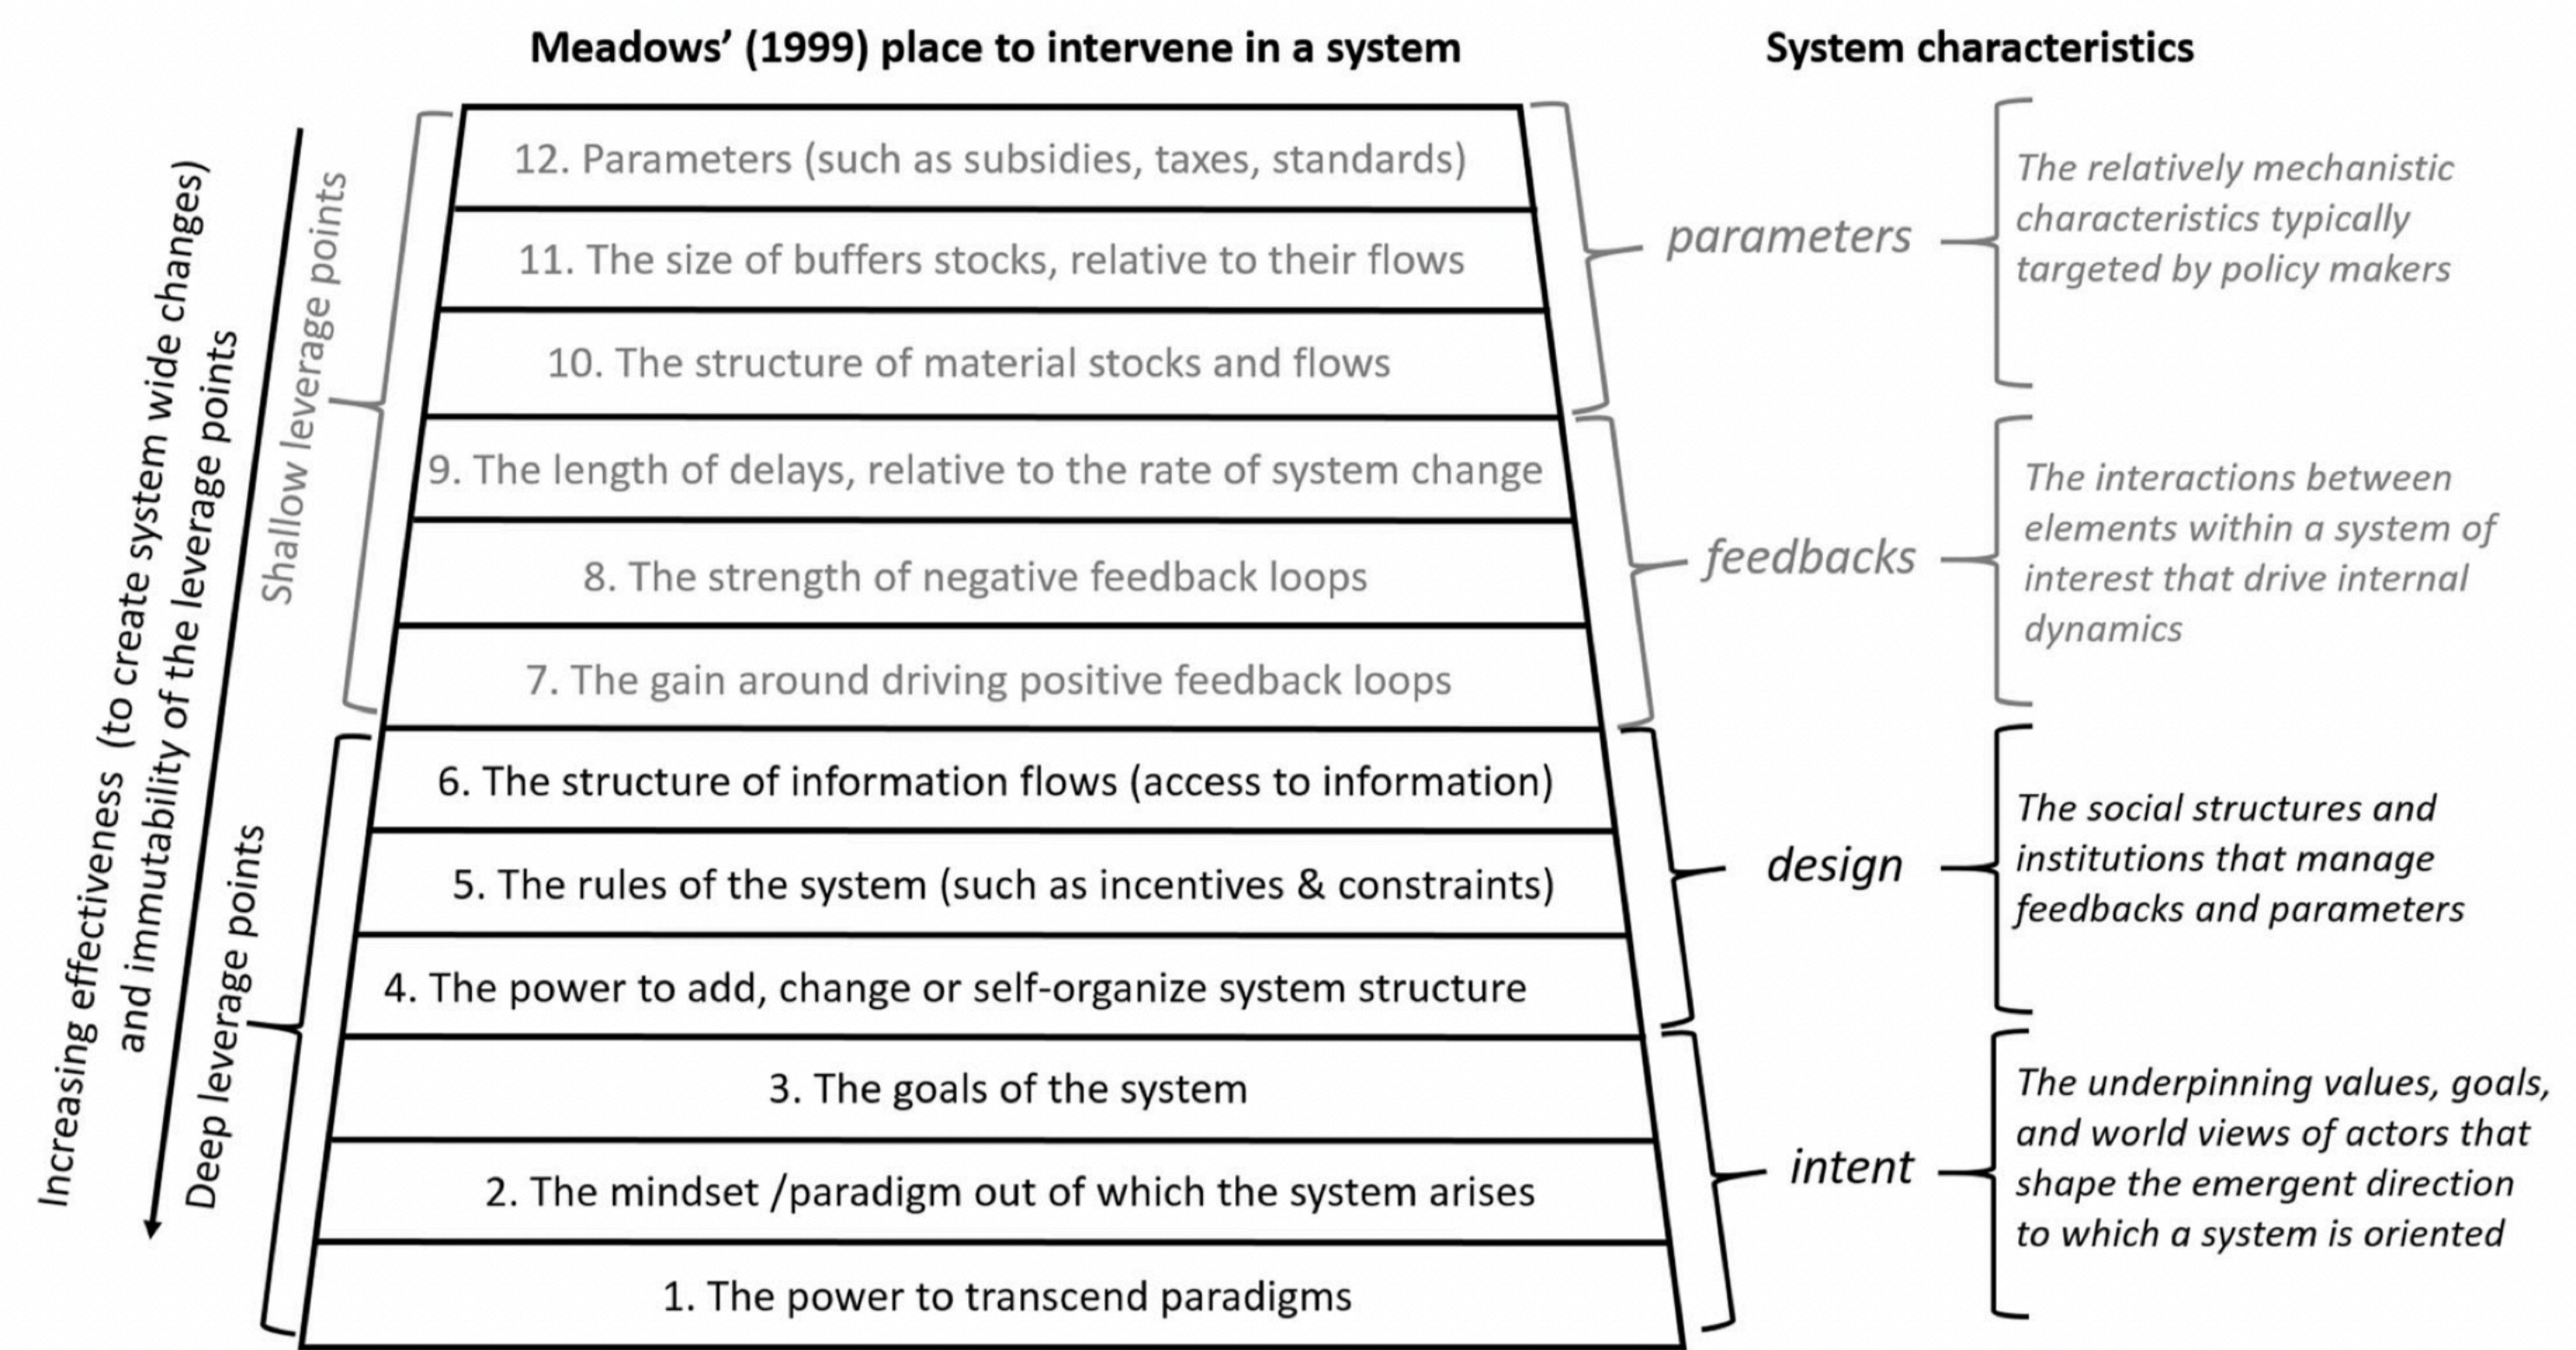 Meadows’ (1999) place to intervene in a system
System characteristics
Increasing effectiveness (to create system wide changes)
and immutability of the leverage points
Shallow leverage points
Deep leverage points
12. Parameters (such as subsidies, taxes, standards)
11. The size of buffers stocks, relative to their flows
10. The structure of material stocks and flows
9. The length of delays, relative to the rate of system change
8. The strength of negative feedback loops
7. The gain around driving positive feedback loops
6. The structure of information flows (access to information)
5. The rules of the system (such as incentives & constraints)
4. The power to add, change or self-organize system structure
3. The goals of the system
2. The mindset /paradigm out of which the system arises
1. The power to transcend paradigms
parameters
The relatively mechanistic
characteristics typically
targeted by policy makers
feedbacks
The interactions between
elements within a system of
interest that drive internal
dynamics
design
The social structures and
institutions that manage
feedbacks and parameters
intent
The underpinning values, goals,
and world views of actors that
shape the emergent direction
to which a system is oriented